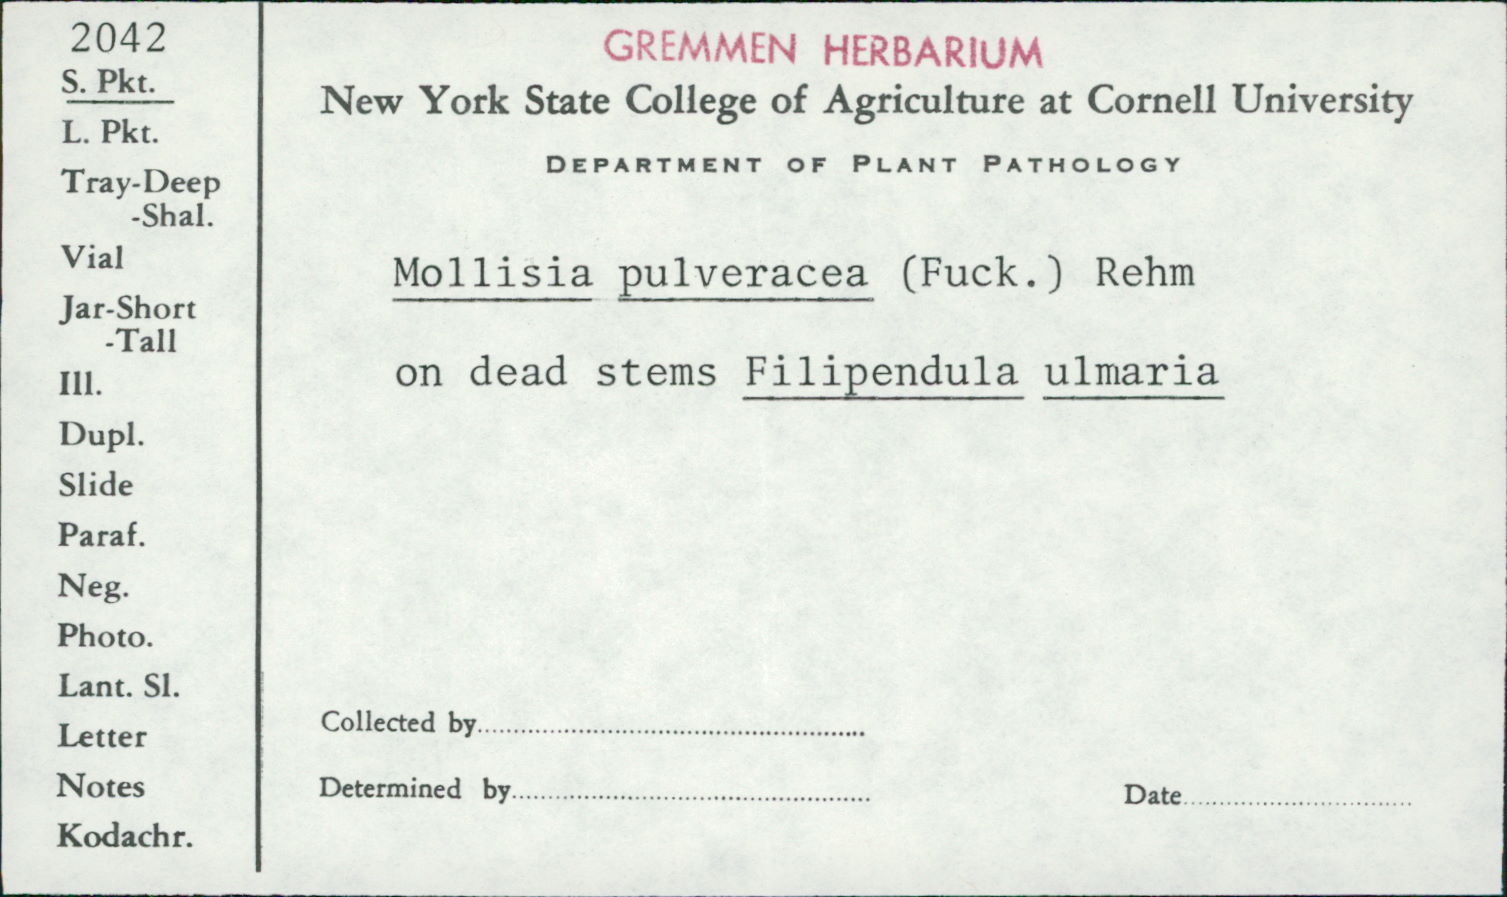 2042
S. Pkt.
L. Pkt.
Tray-Deep
-Shal.
Vial
Jar-Short
-Tall
Ill.
Dupl.
Slide
Paraf.
Neg.
Photo.
Lant. Sl.
Letter
Notes
Kodachr.
GREMMEN HERBARIUM
New York State College of Agriculture at Cornell University
DEPARTMENT OF PLANT PATHOLOGY
Mollisia pulveracea (Fuck.) Rehm
on dead stems Filipendula ulmaria
Collected by
Determined by
Date